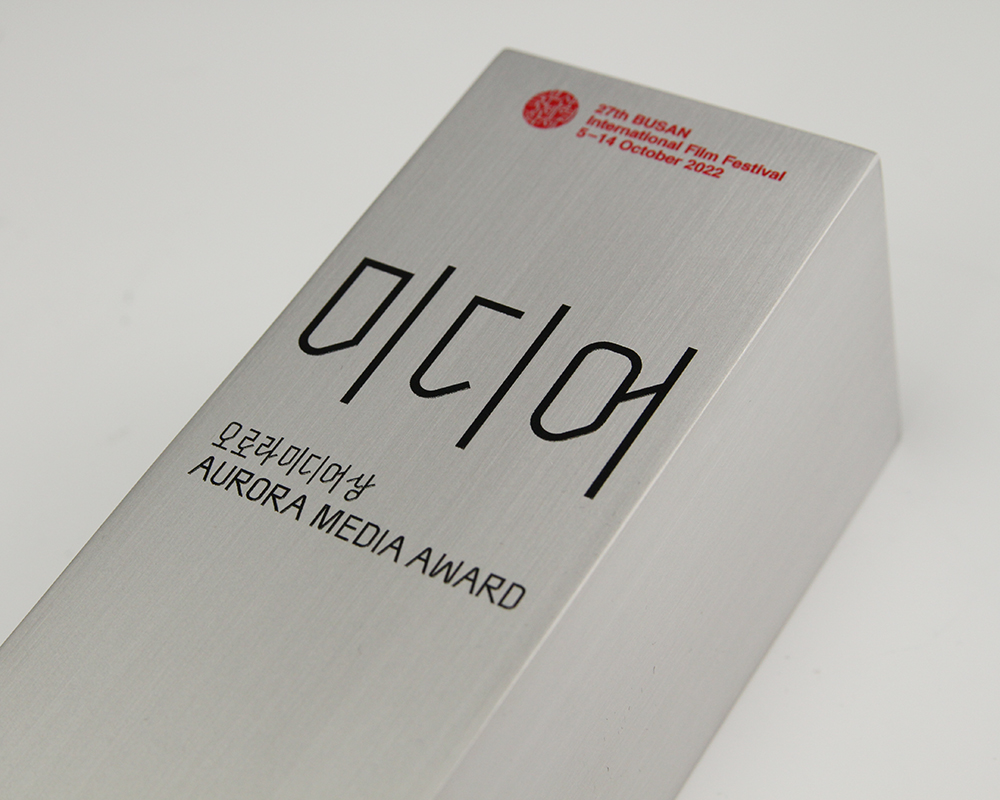 27th BUSAN
International Film Festival
5–14 October 2022
미디어
오로라미디어상
AURORA MEDIA AWARD